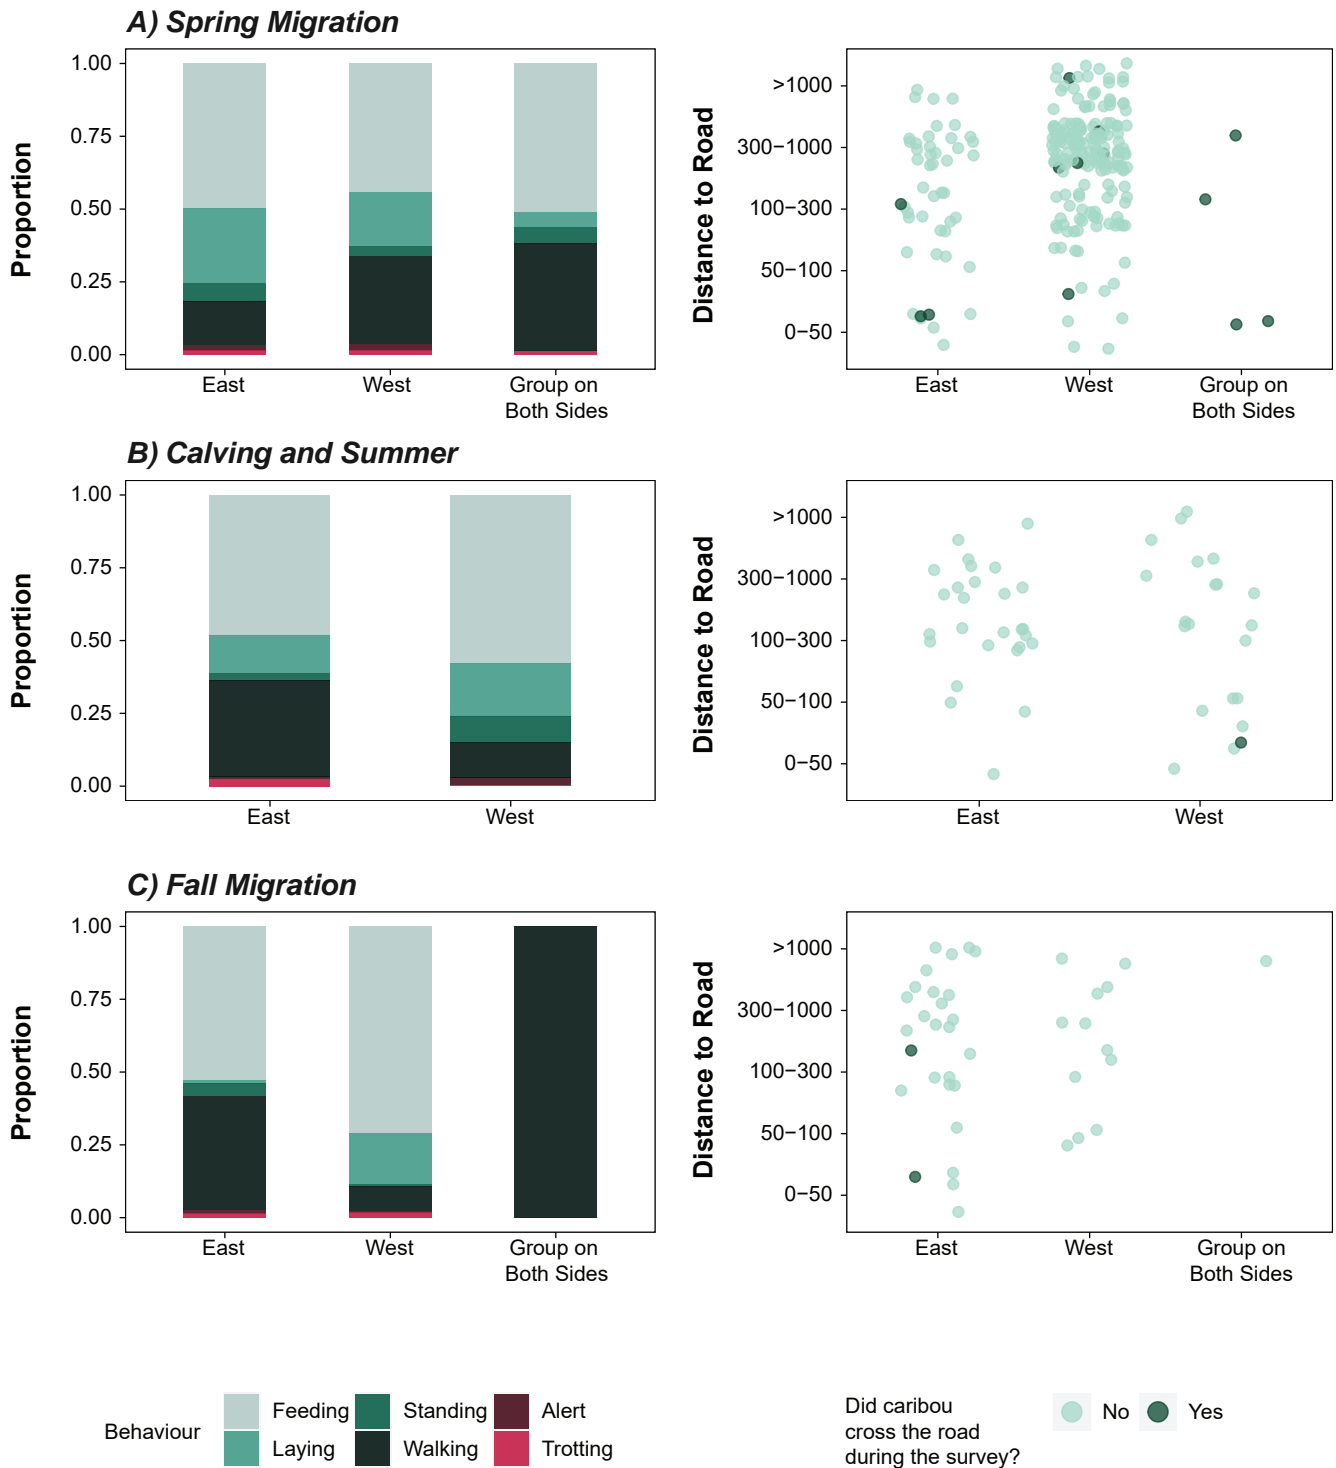 A) Spring Migration
Proportion
1.00
0.75
0.50
0.25
0.00
East
West
Group on
Both Sides
Distance to Road
>1000
300−1000
100−300
50−100
0−50
East
West
Group on
Both Sides
B) Calving and Summer
Proportion
1.00
0.75
0.50
0.25
0.00
East
West
Distance to Road
>1000
300−1000
100−300
50−100
0−50
East
West
C) Fall Migration
Proportion
1.00
0.75
0.50
0.25
0.00
East
West
Group on
Both Sides
Distance to Road
>1000
300−1000
100−300
50−100
0−50
East
West
Group on
Both Sides
Behaviour
Feeding
Laying
Standing
Walking
Alert
Trotting
Did caribou
cross the road
during the survey?
No
Yes